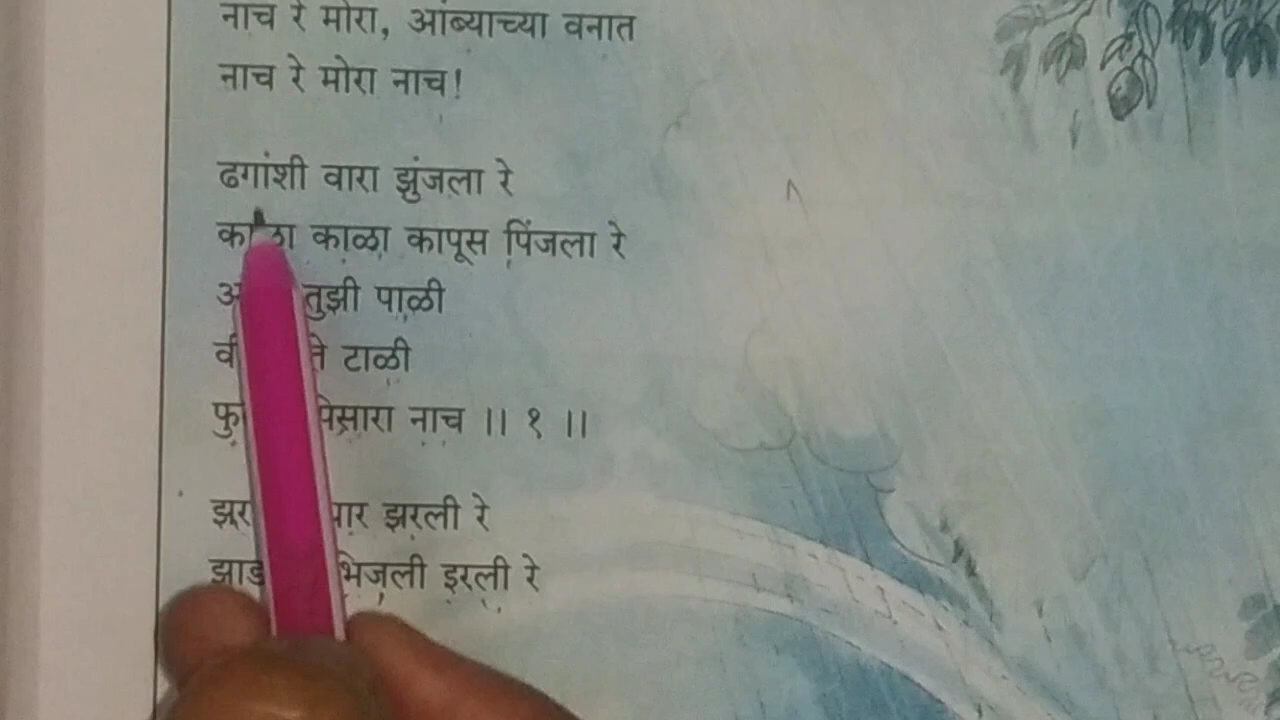 नाच रे मोरा, आंब्याच्या वनात
नाच रे मोरा नाच!
ढगांशी वारा झुंजला रे
काळा काळा कापूस पिंजला रे
तुझी पाळी
टाळी
पिसारा नाच ।। १ ।।
झरली रे
भिजली इरली रे